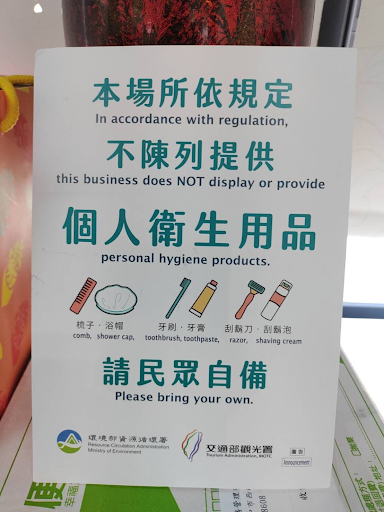 本場所依規定
In accordance with regulation,
不陳列提供
this business does NOT display or provide
個人衛生用品
personal hygiene products.
梳子・浴帽 牙刷・牙膏 刮鬍刀・刮鬍泡
comb, shower cap, toothbrush, toothpaste, razor, shaving cream
請民眾自備
Please bring your own.
環境部資源循環署
Resource Circulation Administration
Ministry of Environment
交通部觀光署
Tourism Administration, MOTC
廣告
Announcement